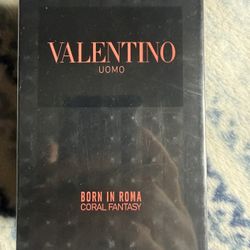 VALENTINO
UOMO
BORN IN ROMA
CORAL FANTASY